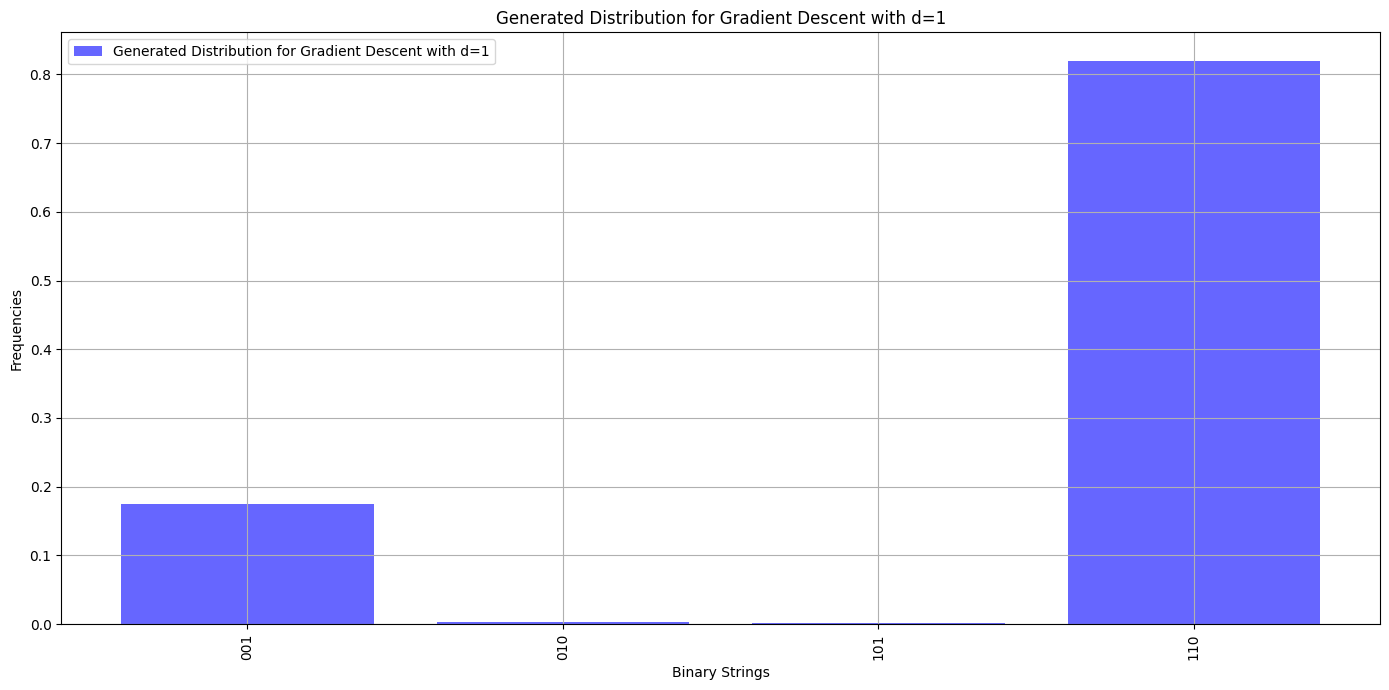 Generated Distribution for Gradient Descent with d=1
Generated Distribution for Gradient Descent with d=1
0.8
0.7
0.6
0.5
0.4
0.3
0.2
0.1
0.0
Frequencies
001 010 101 110
Binary Strings